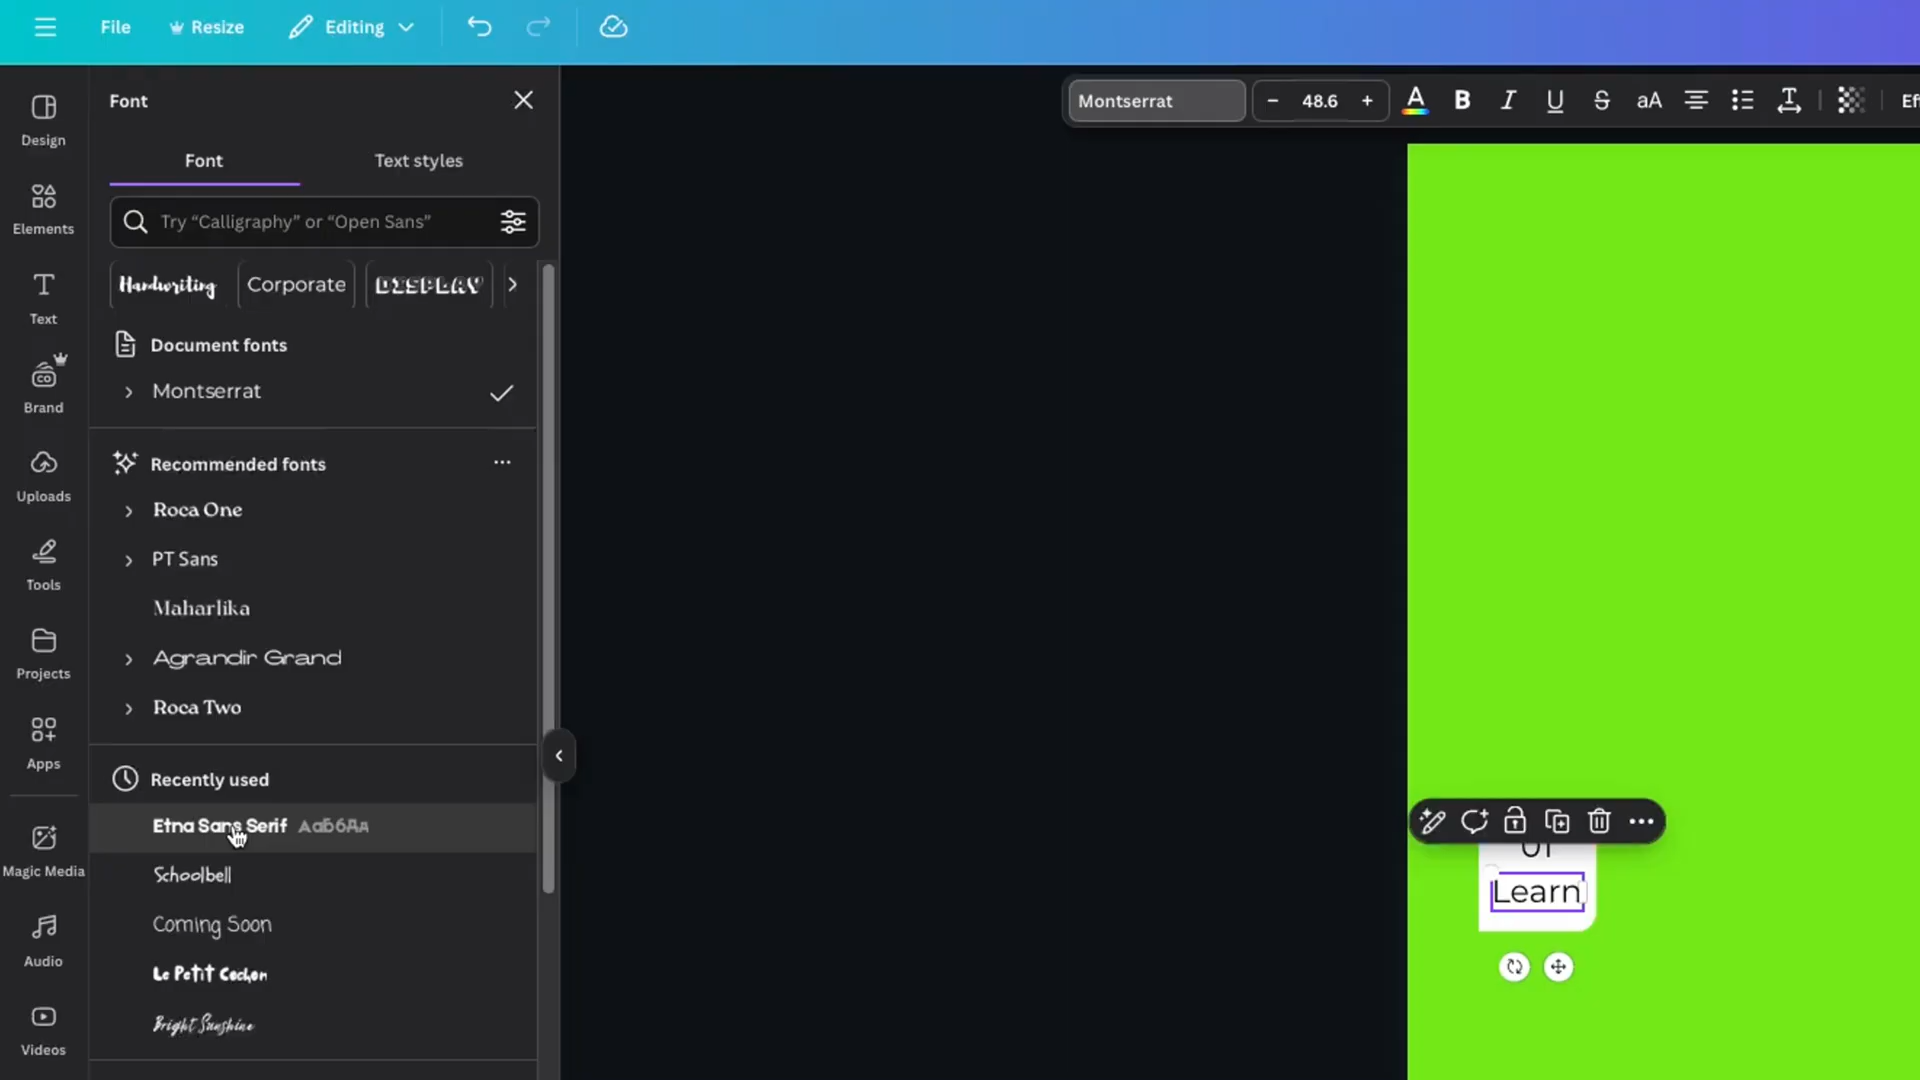 File
Resize
Editing
Design
Elements
Text
Brand
Uploads
Tools
Projects
Apps
Magic Media
Audio
Videos
Font
Font Text styles
Try “Calligraphy” or “Open Sans”
Handwriting Corporate DISPLAY
Document fonts
Montserrat
Recommended fonts
Roca One
PT Sans
Maharlika
Agrandir Grand
Roca Two
Recently used
Etna Sans Serif АаБбЯя
Schoolbell
Coming Soon
Le Petit Cochon
Bright Sunshine
Montserrat − 48.6 + A B I U S aA T
Learn